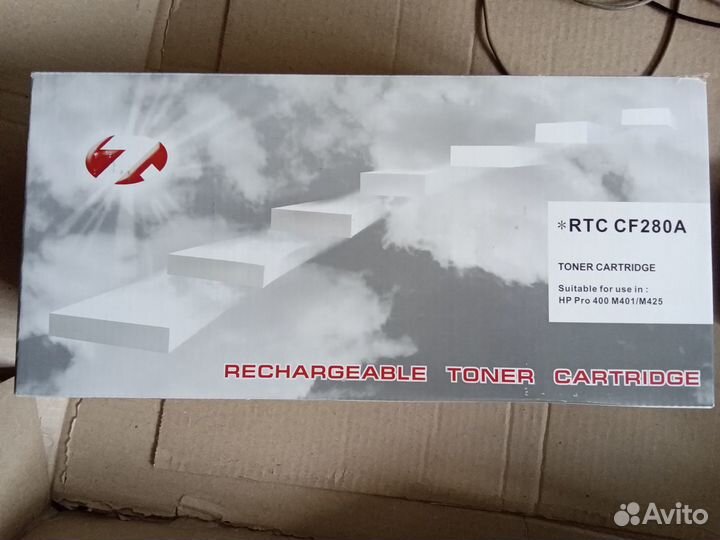 *RTC CF280A
TONER CARTRIDGE
Suitable for use in :
HP Pro 400 M401/M425
RECHARGEABLE TONER CARTRIDGE
Avito